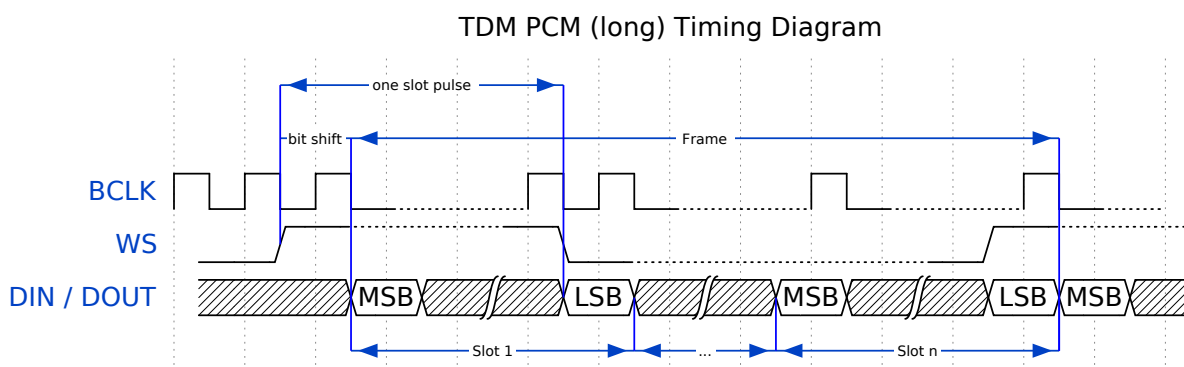 TDM PCM (long) Timing Diagram
one slot pulse
bit shift
Frame
BCLK
WS
DIN / DOUT
MSB
LSB
MSB
LSB
MSB
Slot 1
...
Slot n